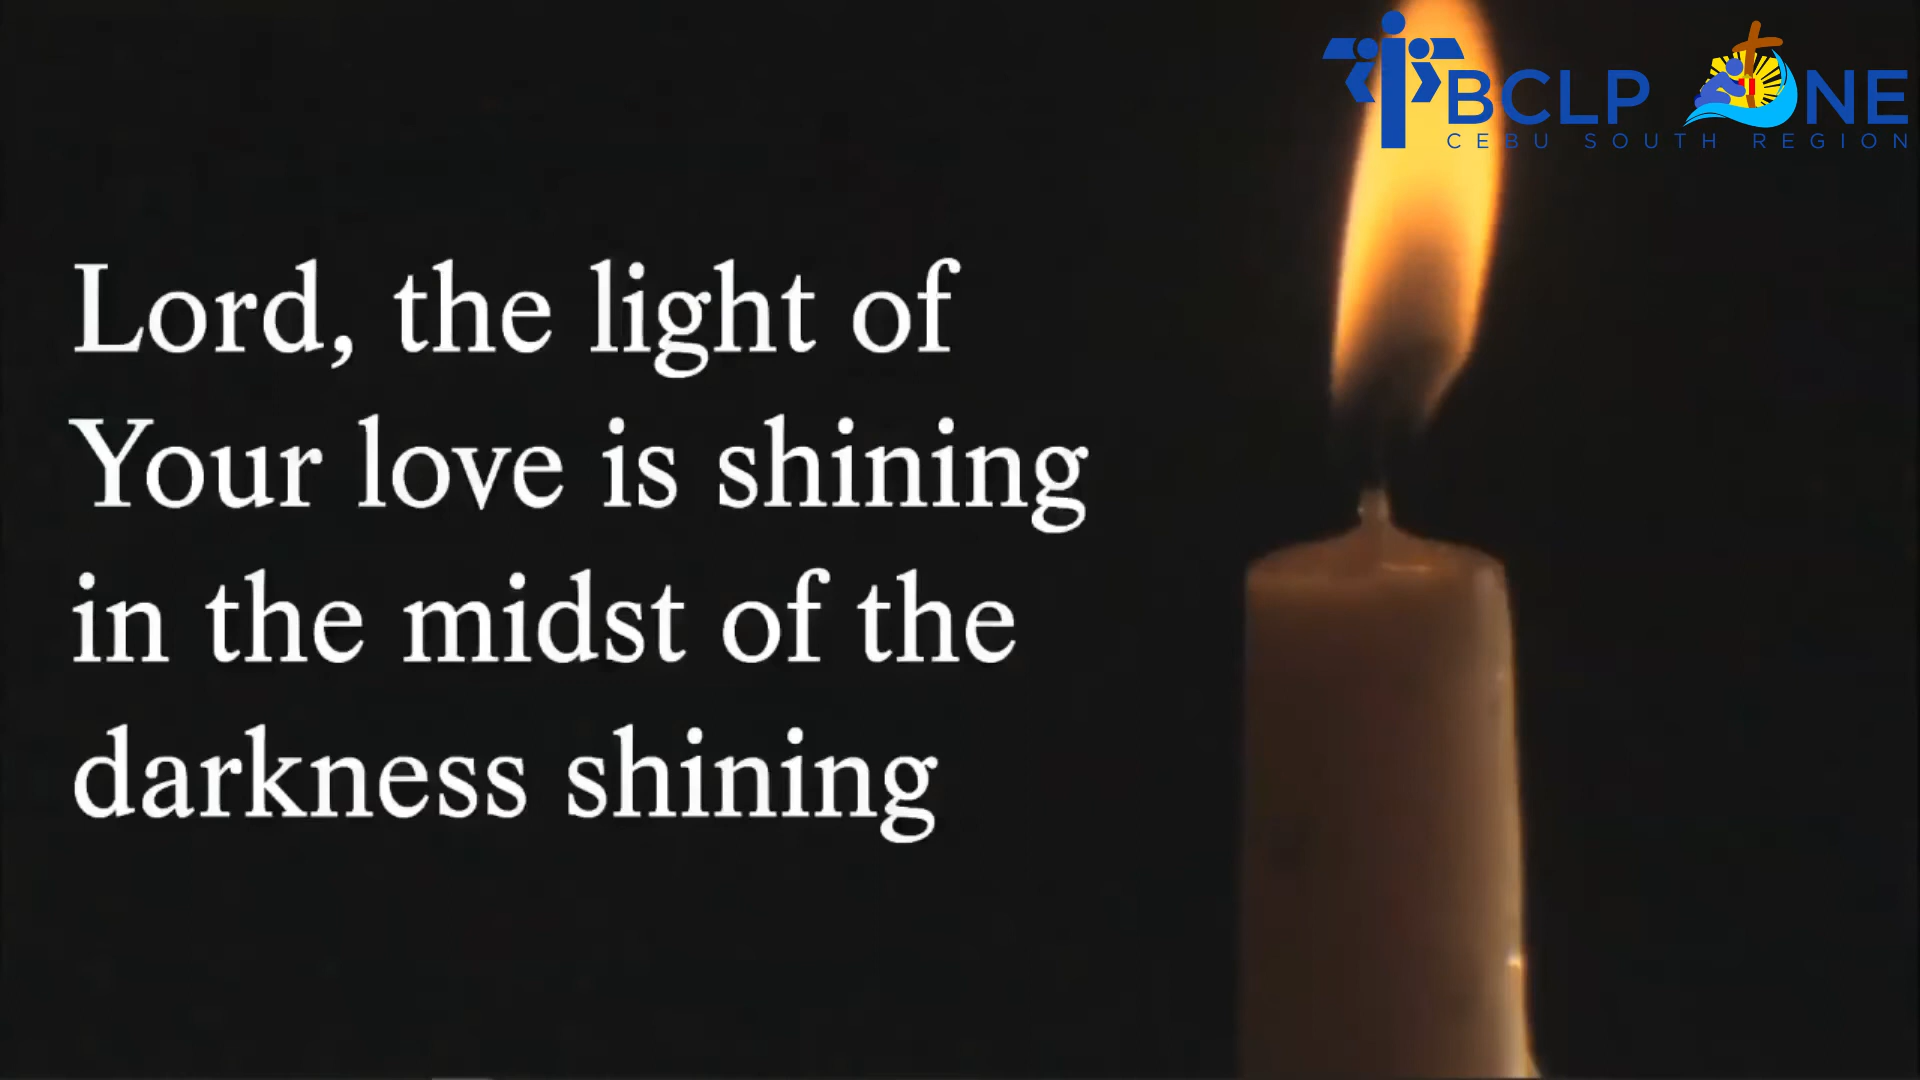 BCLP ONE
CEBU SOUTH REGION
Lord, the light of
Your love is shining
in the midst of the
darkness shining